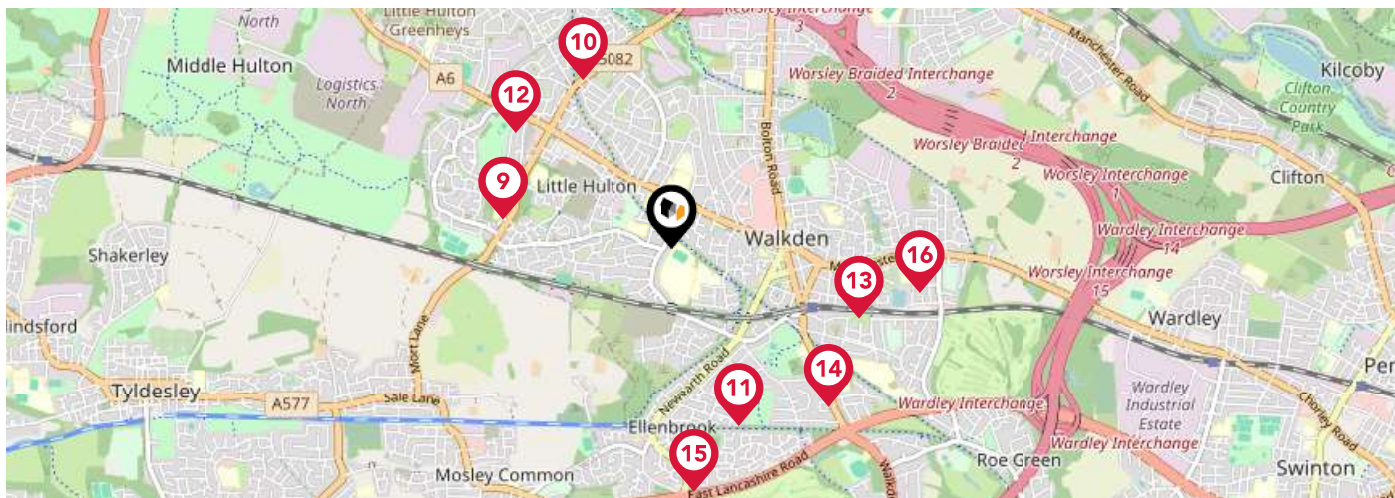 North
Little Hulton
Greenheys
Kearsley Interchange
3
Middle Hulton
Logistics
North
A6
10
12
9
Little Hulton
Bolton Road
Worsley Braided Interchange
2
Manchester Road
Kilcoby
Clifton
Country
Park
Interchange
2
Worsley Interchange
1
Clifton
Wardley Interchange
14
Walkden
Shakerley
16
13
Worsley Interchange
15
Wardley
Mort Lane
Tyldesley
A577
Sale Lane
Newearth Road
11
14
Ellenbrook
15
Wardley Interchange
Wardley
Industrial
Estate
Wardley Interchange
Chorley Road
Mosley Common
East Lancashire Road
Roe Green
Swinton